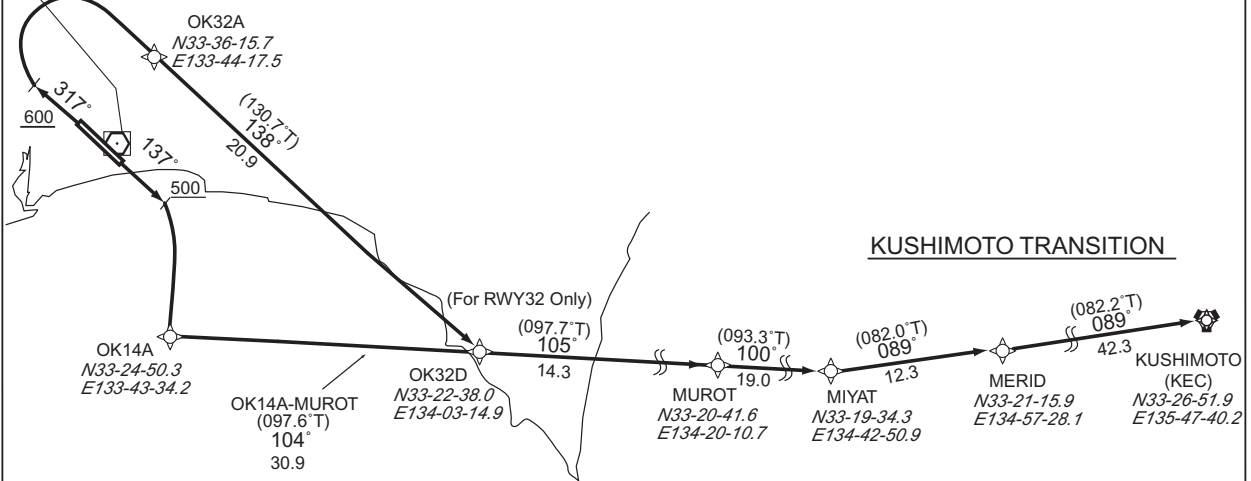 OK32A
N33-36-15.7
E133-44-17.5
317°
600
(130.7°T)
138°
20.9
137°
500
KUSHIMOTO TRANSITION
(For RWY32 Only)
(097.7°T)
105°
14.3
(093.3°T)
100°
19.0
(082.0°T)
089°
12.3
(082.2°T)
089°
42.3
OK14A
N33-24-50.3
E133-43-34.2
OK14A-MUROT
(097.6°T)
104°
30.9
OK32D
N33-22-38.0
E134-03-14.9
MUROT
N33-20-41.6
E134-20-10.7
MIYAT
N33-19-34.3
E134-42-50.9
MERID
N33-21-15.9
E134-57-28.1
KUSHIMOTO
(KEC)
N33-26-51.9
E135-47-40.2